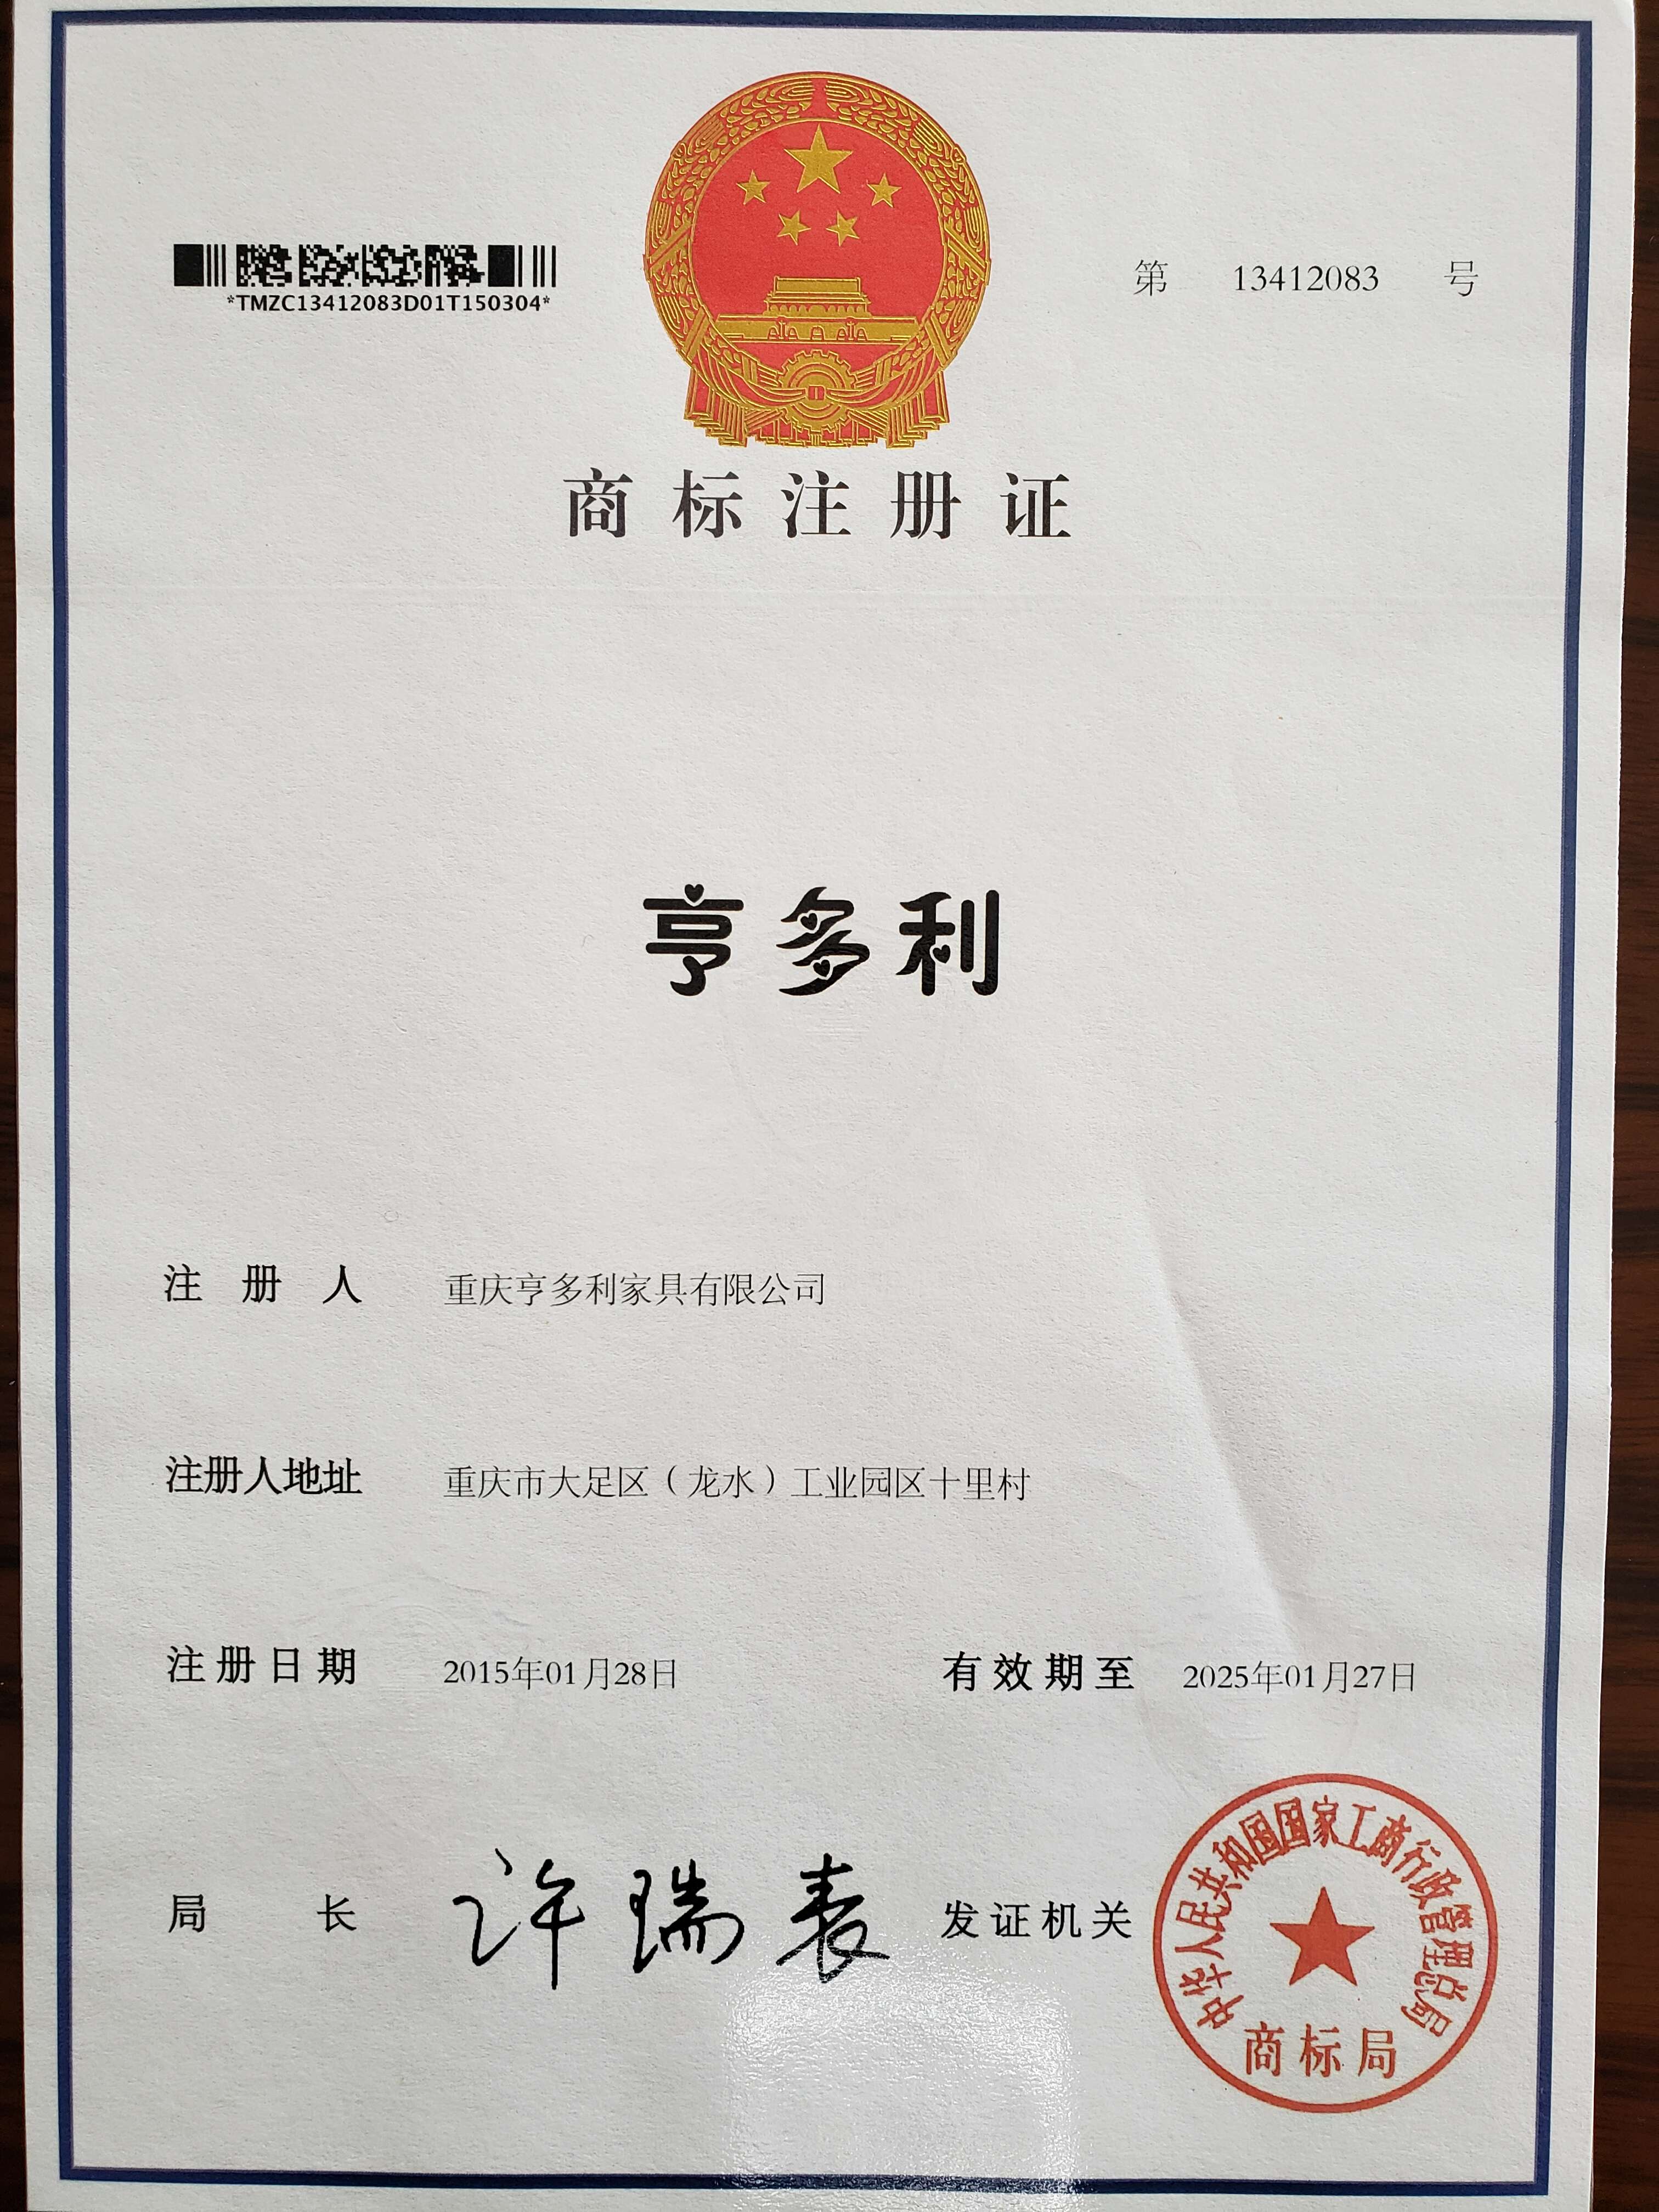 *TMZC13412083D01T150304*
第 13412083 号
商标注册证
亨多利
注册人 重庆亨多利家具有限公司
注册人地址 重庆市大足区（龙水）工业园区十里村
注册日期 2015年01月28日 有效期至 2025年01月27日
局长 许瑞表 发证机关
中华人民共和国国家工商行政管理总局
商标局